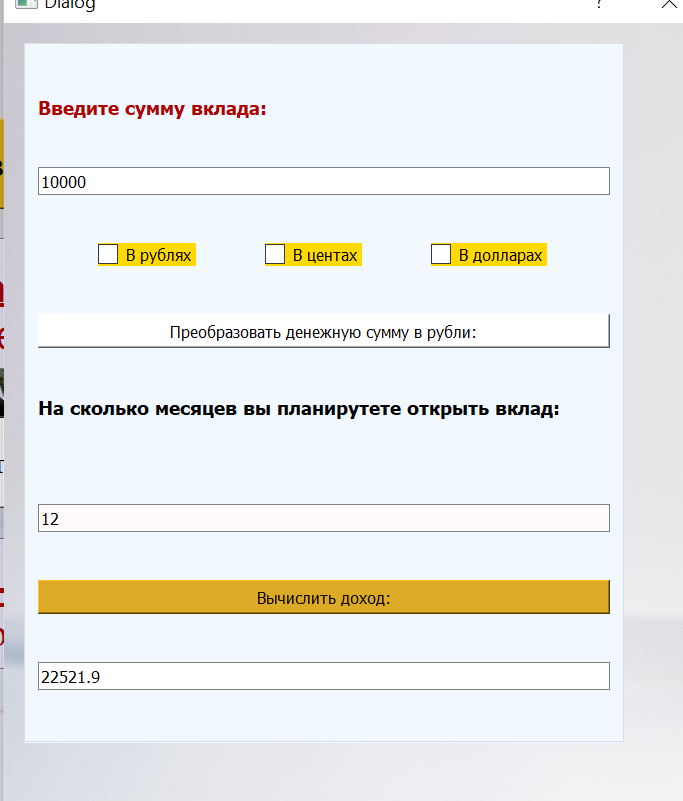 Dialog ?
Введите сумму вклада:
10000
В рублях В центах В долларах
Преобразовать денежную сумму в рубли:
На сколько месяцев вы планирутете открыть вклад:
12
Вычислить доход:
22521.9